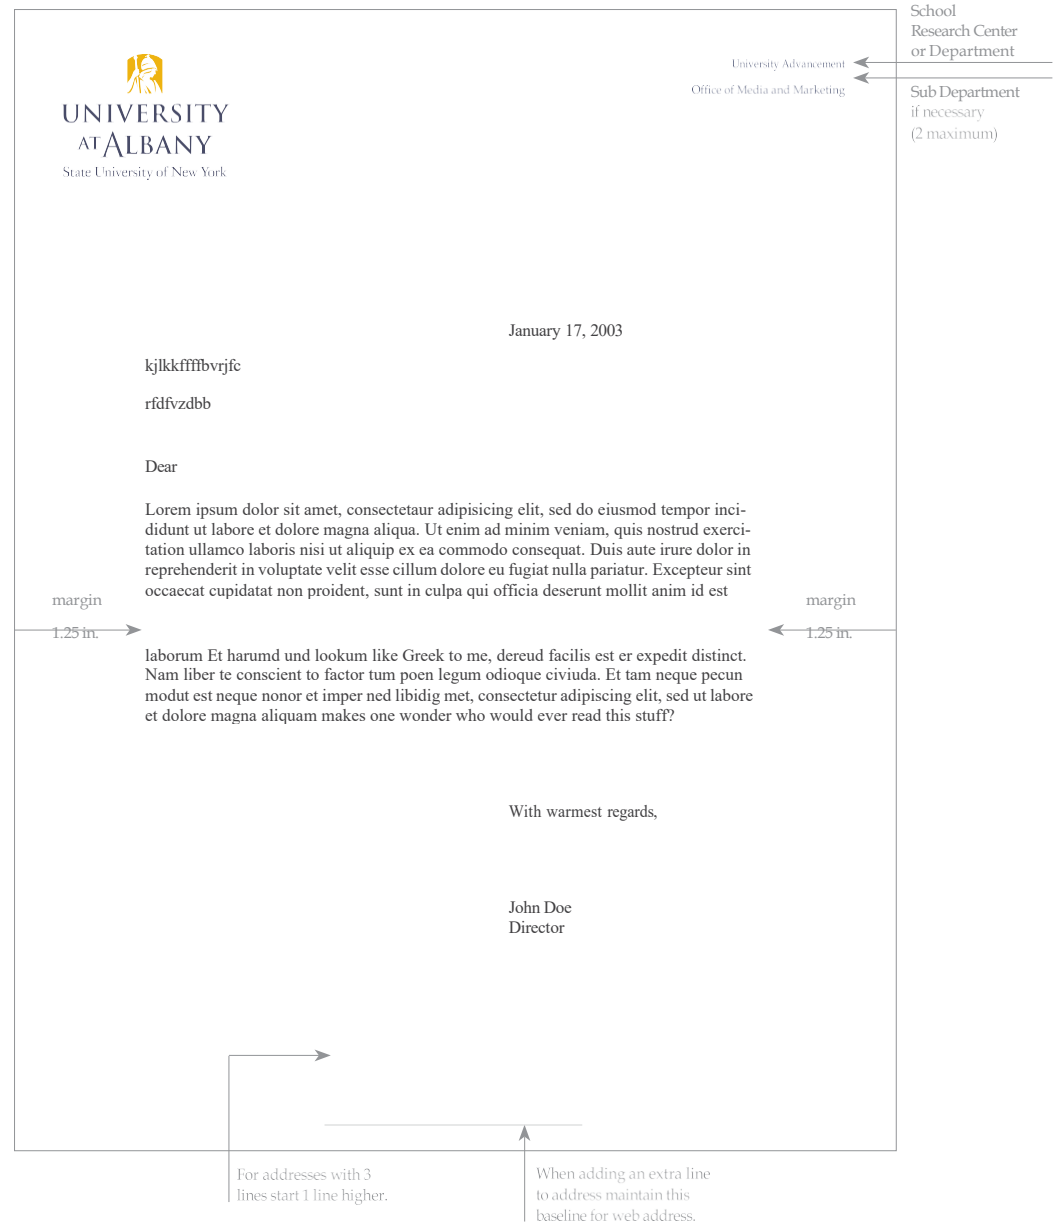 School
Research Center
or Department
University Advancement
Office of Media and Marketing
Sub Department
if necessary
(2 maximum)
UNIVERSITY
AT ALBANY
State University of New York
January 17, 2003
kjlkkffffbvrjfc
rfdfvzdbb
Dear
Lorem ipsum dolor sit amet, consectetaur adipisicing elit, sed do eiusmod tempor inci-
didunt ut labore et dolore magna aliqua. Ut enim ad minim veniam, quis nostrud exerci-
tation ullamco laboris nisi ut aliquip ex ea commodo consequat. Duis aute irure dolor in
reprehenderit in voluptate velit esse cillum dolore eu fugiat nulla pariatur. Excepteur sint
occaecat cupidatat non proident, sunt in culpa qui officia deserunt mollit anim id est
margin
1.25 in.
margin
1.25 in.
laborum Et harumd und lookum like Greek to me, dereud facilis est er expedit distinct.
Nam liber te conscient to factor tum poen legum odioque civiuda. Et tam neque pecun
modut est neque nonor et imper ned libidig met, consectetur adipiscing elit, sed ut labore
et dolore magna aliquam makes one wonder who would ever read this stuff?
With warmest regards,
John Doe
Director
For addresses with 3
lines start 1 line higher.
When adding an extra line
to address maintain this
baseline for web address.